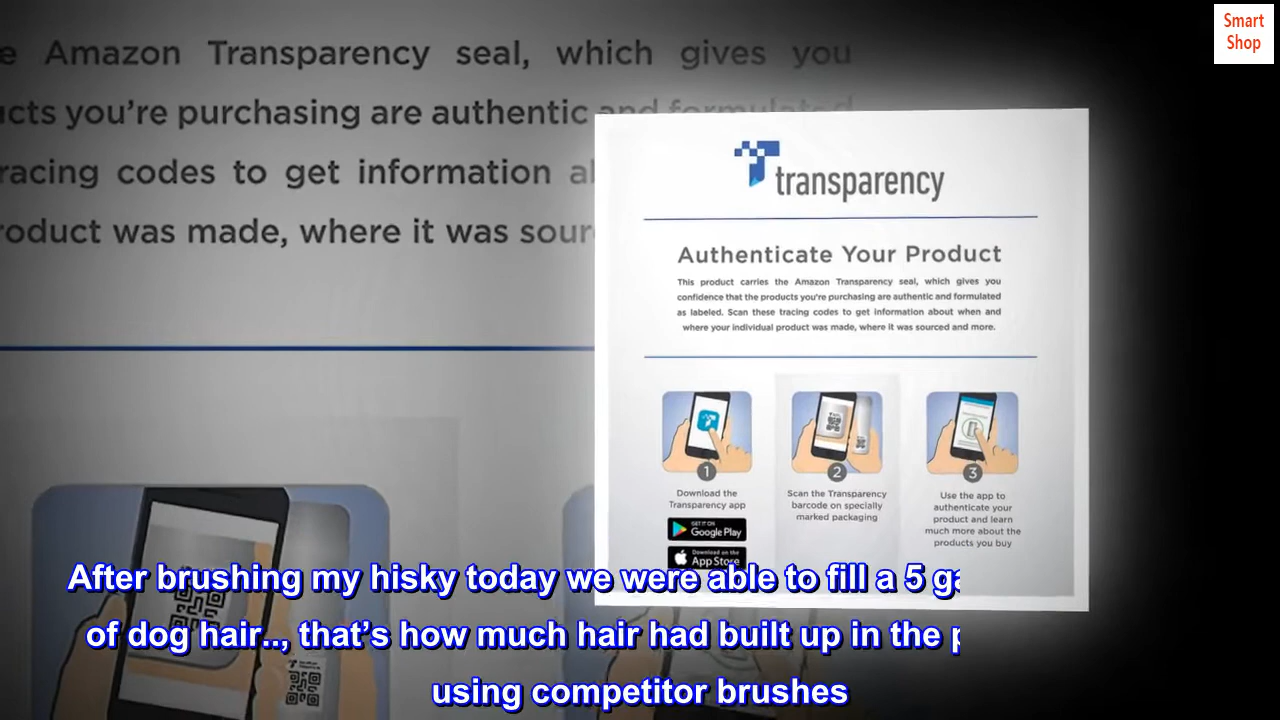 Smart
Shop
e Amazon Transparency seal, which gives you
cts you're purchasing are authentic and formulated
racing codes to get information
roduct was made, where it was
transparency
Authenticate Your Product
This product carries the Amazon Transparency seal, which gives you
confidence that the products you're purchasing are authentic and formulated
as labeled. Scan these tracing codes to get information about when and
where your individual product was made, where it was sourced and more.
1
Download the
Transparency app
GET IT ON
Google Play
Download on the
App Store
2
Scan the Transparency
barcode on specially
marked packaging
3
Use the app to
authenticate your
product and learn
much more about the
products you buy
After brushing my hisky today we were able to fill a 5
of dog hair.., that's how much hair had built up in the
using competitor brushes